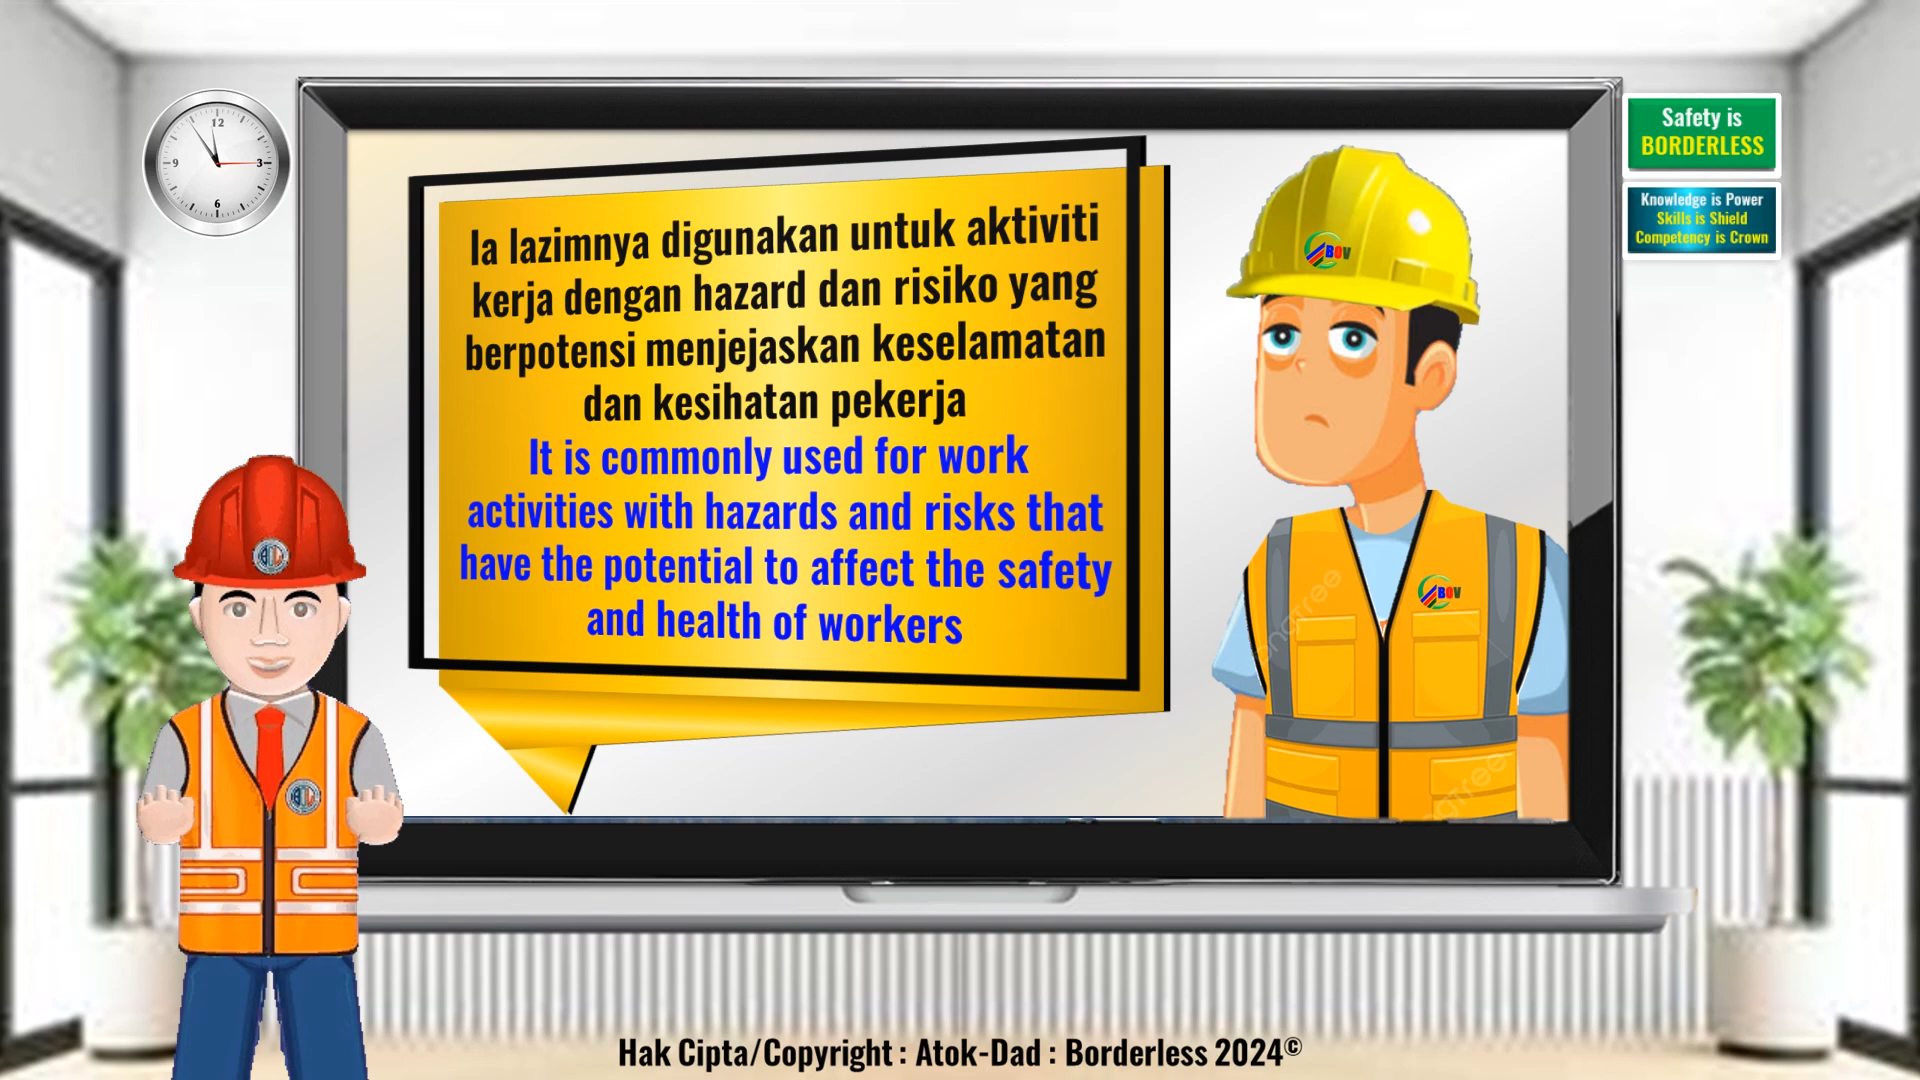 12
9
3
6
Safety is
BORDERLESS
Knowledge is Power
Skills is Shield
Competency is Crown
Ia lazimnya digunakan untuk aktiviti
kerja dengan hazard dan risiko yang
berpotensi menjejaskan keselamatan
dan kesihatan pekerja
It is commonly used for work
activities with hazards and risks that
have the potential to affect the safety
and health of workers
BOV
BOV
Hak Cipta/Copyright : Atok-Dad : Borderless 2024©